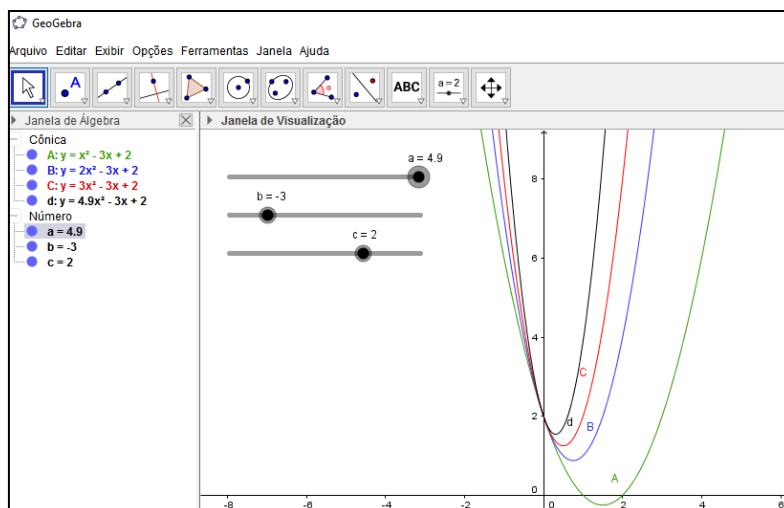 GeoGebra
Arquivo Editar Exibir Opções Ferramentas Janela Ajuda
A α ABC a=2
Janela de Álgebra
Cônica
A: y = x² - 3x + 2
B: y = 2x² - 3x + 2
C: y = 3x² - 3x + 2
d: y = 4.9x² - 3x + 2
Número
a = 4.9
b = -3
c = 2
Janela de Visualização
a = 4.9
b = -3
c = 2
8
6
4
2
0
C
d
B
A
-8 -6 -4 -2 0 2 4 6